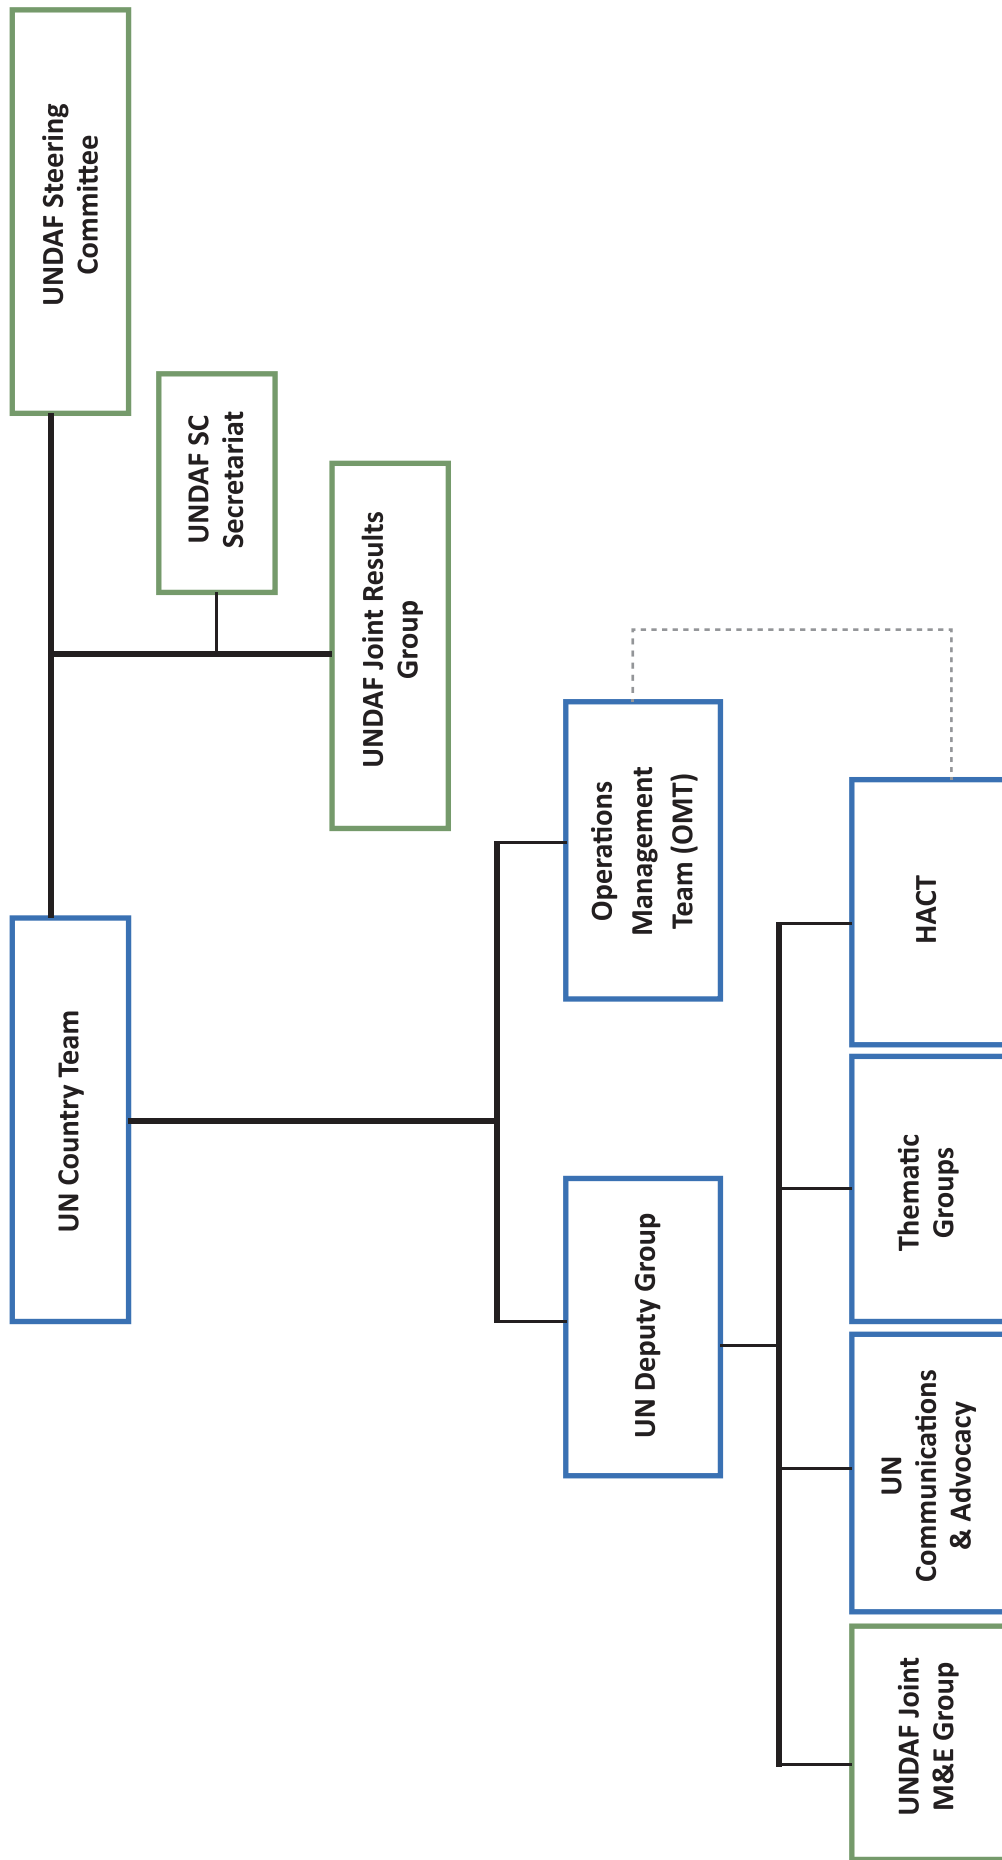 UN Country Team
UNDAF Steering
Committee
UNDAF SC
Secretariat
UNDAF Joint Results
Group
UN Deputy Group
Operations
Management
Team (OMT)
UNDAF Joint
M&E Group
UN
Communications
& Advocacy
Thematic
Groups
HACT